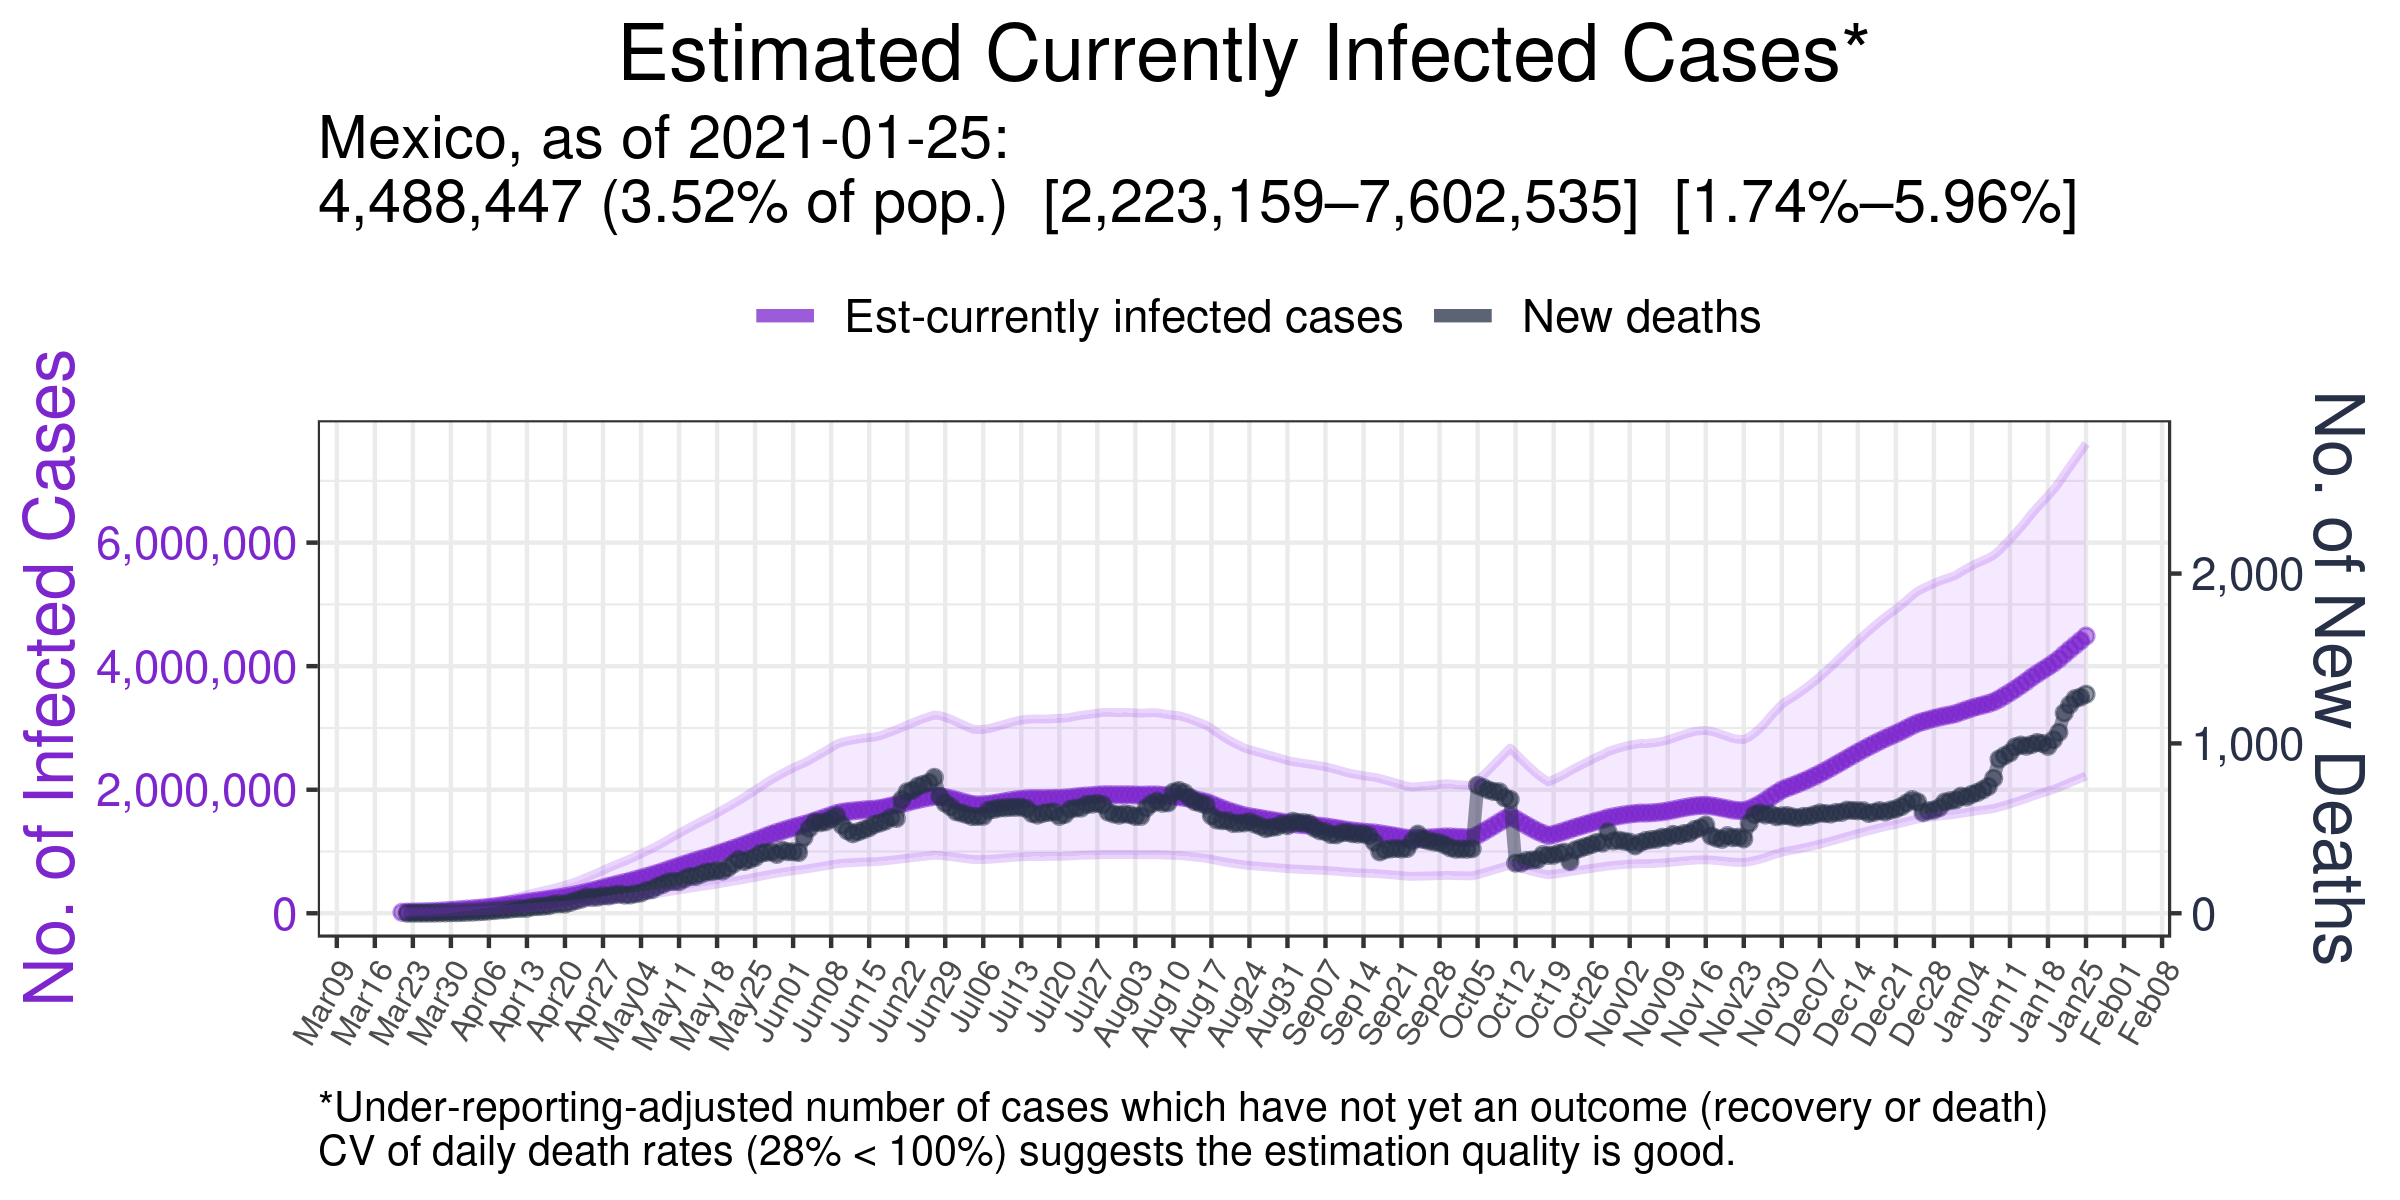 Estimated Currently Infected Cases*
Mexico, as of 2021-01-25:
4,488,447 (3.52% of pop.) [2,223,159–7,602,535] [1.74%–5.96%]
Est-currently infected cases
New deaths
No. of Infected Cases
6,000,000
4,000,000
2,000,000
0
No. of New Deaths
2,000
1,000
0
Mar09
Mar16
Mar23
Mar30
Apr06
Apr13
Apr20
Apr27
May04
May11
May18
May25
Jun01
Jun08
Jun15
Jun22
Jun29
Jul06
Jul13
Jul20
Jul27
Aug03
Aug10
Aug17
Aug24
Aug31
Sep07
Sep14
Sep21
Sep28
Oct05
Oct12
Oct19
Oct26
Nov02
Nov09
Nov16
Nov23
Nov30
Dec07
Dec14
Dec21
Dec28
Jan04
Jan11
Jan18
Jan25
Feb01
Feb08
*Under-reporting-adjusted number of cases which have not yet an outcome (recovery or death)
CV of daily death rates (28% < 100%) suggests the estimation quality is good.